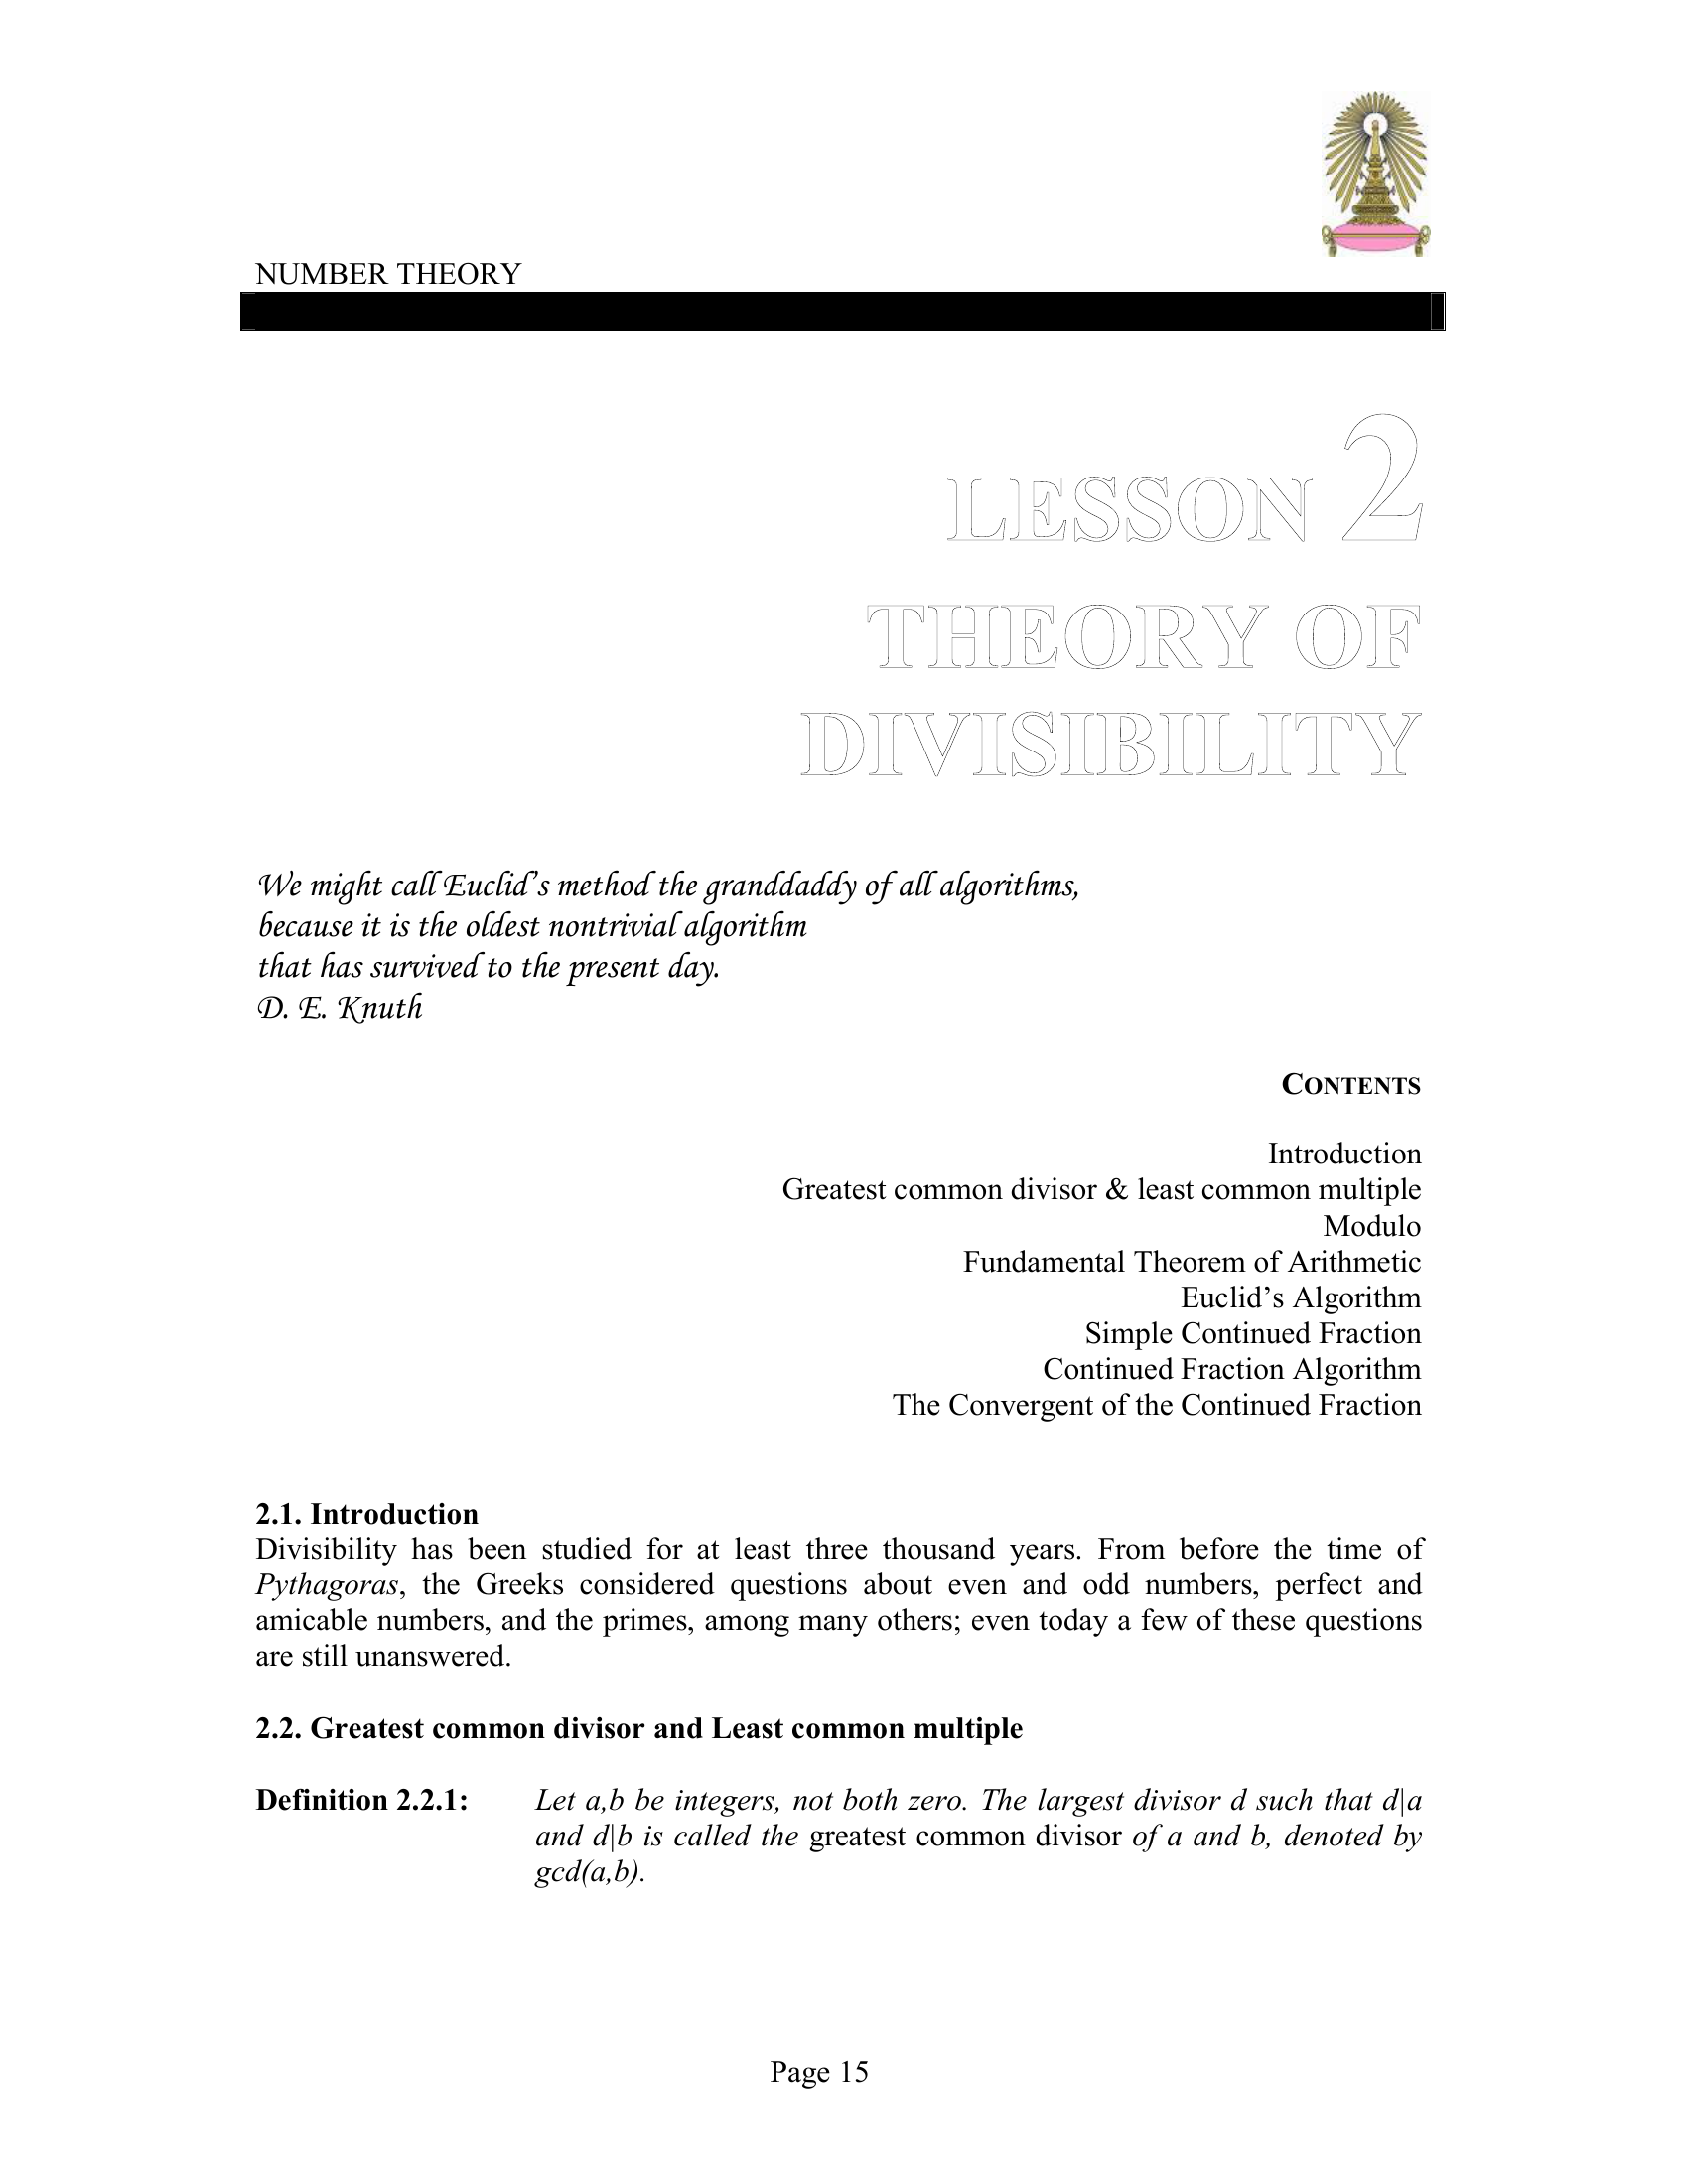 NUMBER THEORY
LESSON 2
THEORY OF
DIVISIBILITY
We might call Euclid’s method the granddaddy of all algorithms,
because it is the oldest nontrivial algorithm
that has survived to the present day.
D. E. Knuth
CONTENTS
Introduction
Greatest common divisor & least common multiple
Modulo
Fundamental Theorem of Arithmetic
Euclid’s Algorithm
Simple Continued Fraction
Continued Fraction Algorithm
The Convergent of the Continued Fraction
2.1. Introduction
Divisibility has been studied for at least three thousand years. From before the time of
Pythagoras, the Greeks considered questions about even and odd numbers, perfect and
amicable numbers, and the primes, among many others; even today a few of these questions
are still unanswered.
2.2. Greatest common divisor and Least common multiple
Definition 2.2.1: Let a,b be integers, not both zero. The largest divisor d such that d|a
and d|b is called the greatest common divisor of a and b, denoted by
gcd(a,b).
Page 15